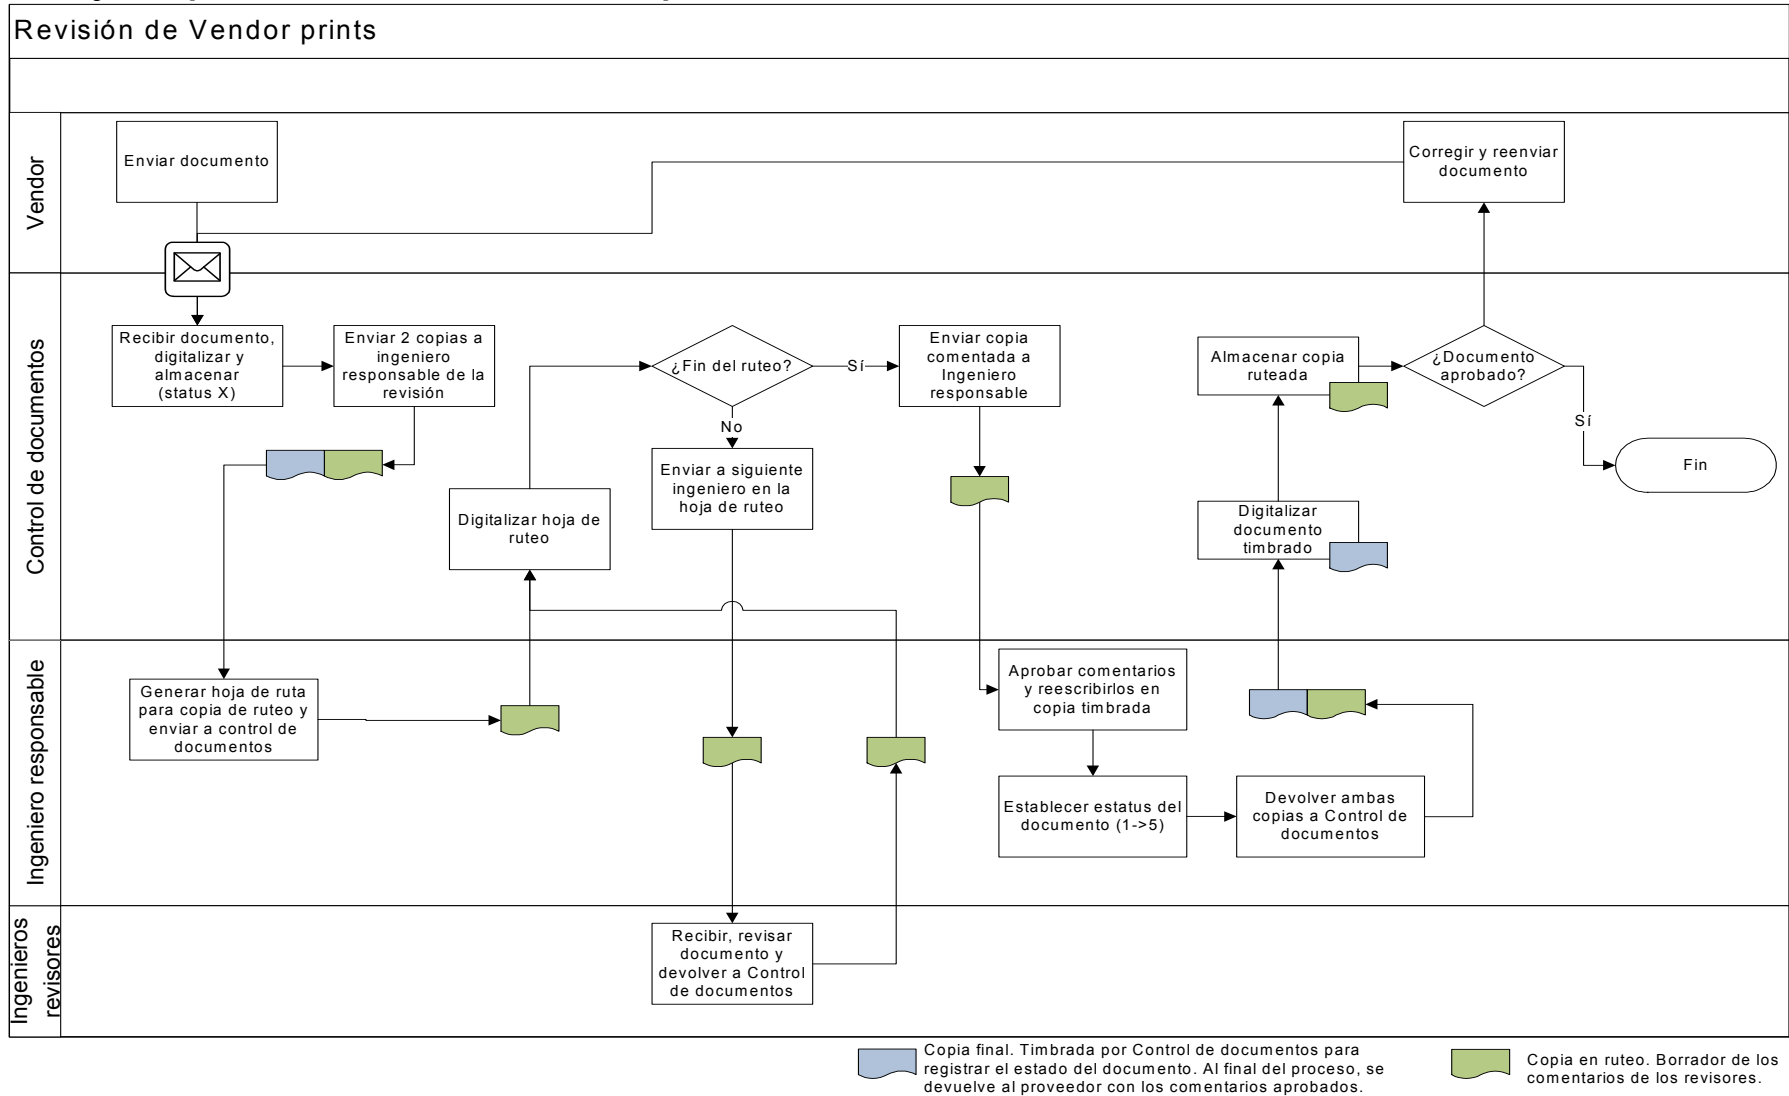 Revisión de Vendor prints
Vendor
Enviar documento
Corregir y reenviar
documento
Control de documentos
Recibir documento,
digitalizar y
almacenar
(status X)
Enviar 2 copias a
ingeniero
responsable de la
revisión
¿Fin del ruteo?
Sí
No
Enviar copia
comentada a
Ingeniero
responsable
Almacenar copia
ruteada
¿Documento
aprobado?
Sí
Fin
Enviar a siguiente
ingeniero en la
hoja de ruteo
Digitalizar hoja de
ruteo
Digitalizar
documento
timbrado
Ingeniero responsable
Generar hoja de ruta
para copia de ruteo y
enviar a control de
documentos
Aprobar comentarios
y reescribirlos en
copia timbrada
Establecer estatus del
documento (1->5)
Devolver ambas
copias a Control de
documentos
Ingenieros
revisores
Recibir, revisar
documento y
devolver a Control
de documentos
Copia final. Timbrada por Control de documentos para
registrar el estado del documento. Al final del proceso, se
devuelve al proveedor con los comentarios aprobados.
Copia en ruteo. Borrador de los
comentarios de los revisores.